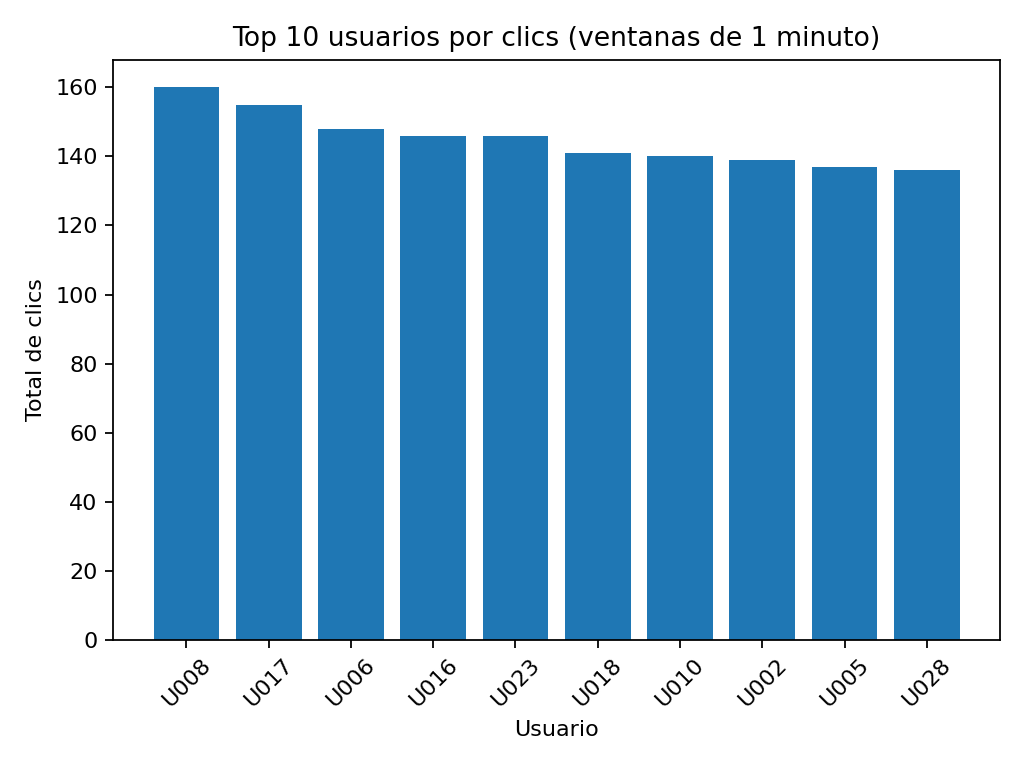 Top 10 usuarios por clics (ventanas de 1 minuto)
Total de clics
160
140
120
100
80
60
40
20
0
U008
U017
U006
U016
U023
U018
U010
U002
U005
U028
Usuario